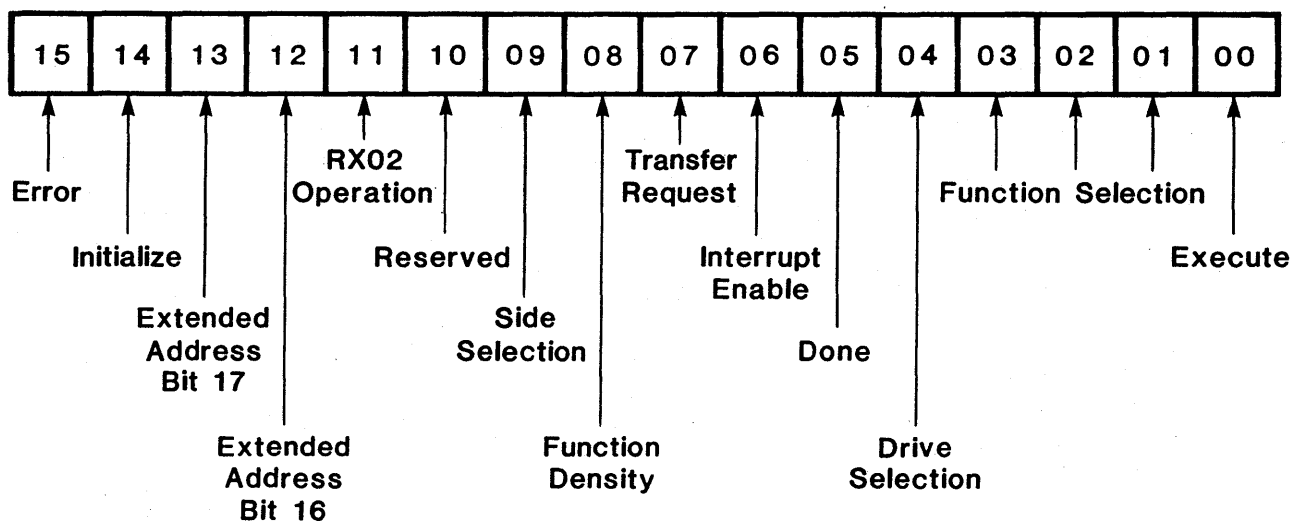 15 14 13 12 11 10 09 08 07 06 05 04 03 02 01 00
Error
Initialize
Extended
Address
Bit 17
Extended
Address
Bit 16
RX02
Operation
Reserved
Side
Selection
Function
Density
Transfer
Request
Interrupt
Enable
Done
Drive
Selection
Function Selection
Execute